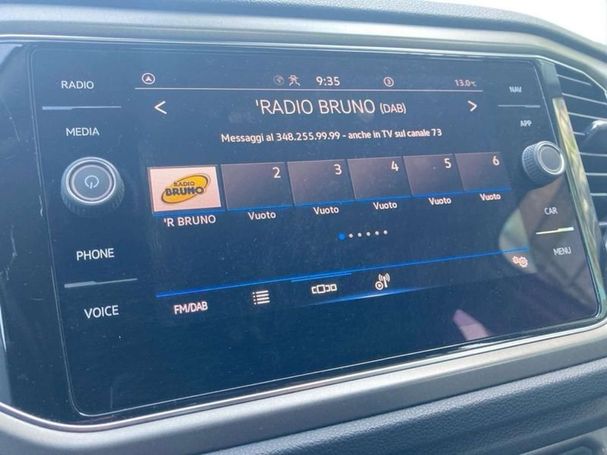 RADIO
MEDIA
PHONE
VOICE
9:35
3
13.0°C
NAV
APP
CAR
MENU
< 'RADIO BRUNO (DAB) >
Messaggi al 348.255.99.99 - anche in TV sul canale 73
RADIO BRUNO
2 3 4 5 6
'R BRUNO Vuoto Vuoto Vuoto Vuoto Vuoto
FM/DAB